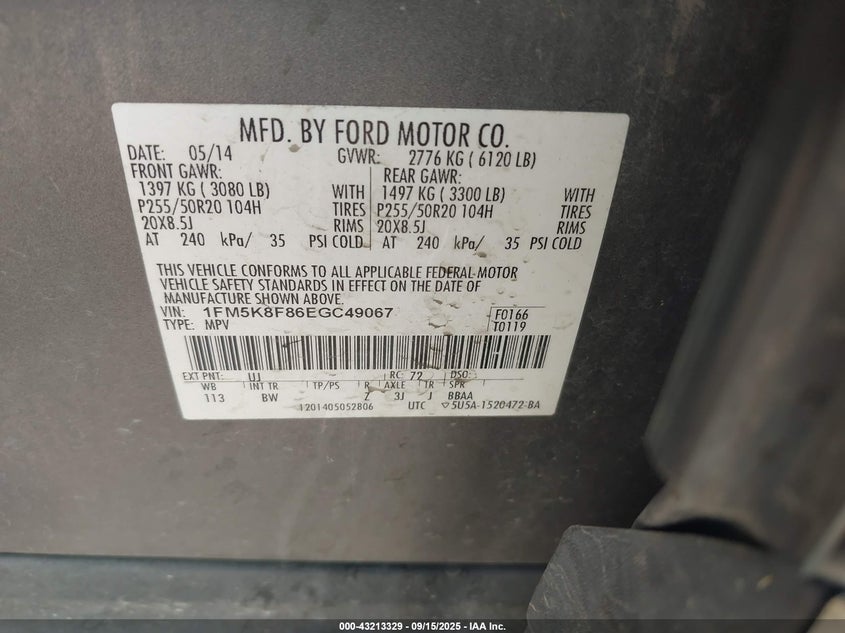 MFD. BY FORD MOTOR CO.
DATE: 05/14 GVWR: 2776 KG ( 6120 LB)
FRONT GAWR: REAR GAWR:
1397 KG ( 3080 LB) WITH 1497 KG ( 3300 LB) WITH
P255/50R20 104H TIRES P255/50R20 104H TIRES
20X8.5J RIMS 20X8.5J RIMS
AT 240 kPa/ 35 PSI COLD AT 240 kPa/ 35 PSI COLD
THIS VEHICLE CONFORMS TO ALL APPLICABLE FEDERAL MOTOR
VEHICLE SAFETY STANDARDS IN EFFECT ON THE DATE OF
MANUFACTURE SHOWN ABOVE.
VIN: 1FM5K8F86EGC49067 F0166
TYPE: MPV T0119
EXT PNT: UJ RC: 72 DSO:
WB INT TR TP/PS R AXLE TR SPR
113 BW Z 3J J BBAA
1201405052806 UTC ▽5U5A-1520472-BA
000-43213329 - 09/15/2025 - IAA Inc.